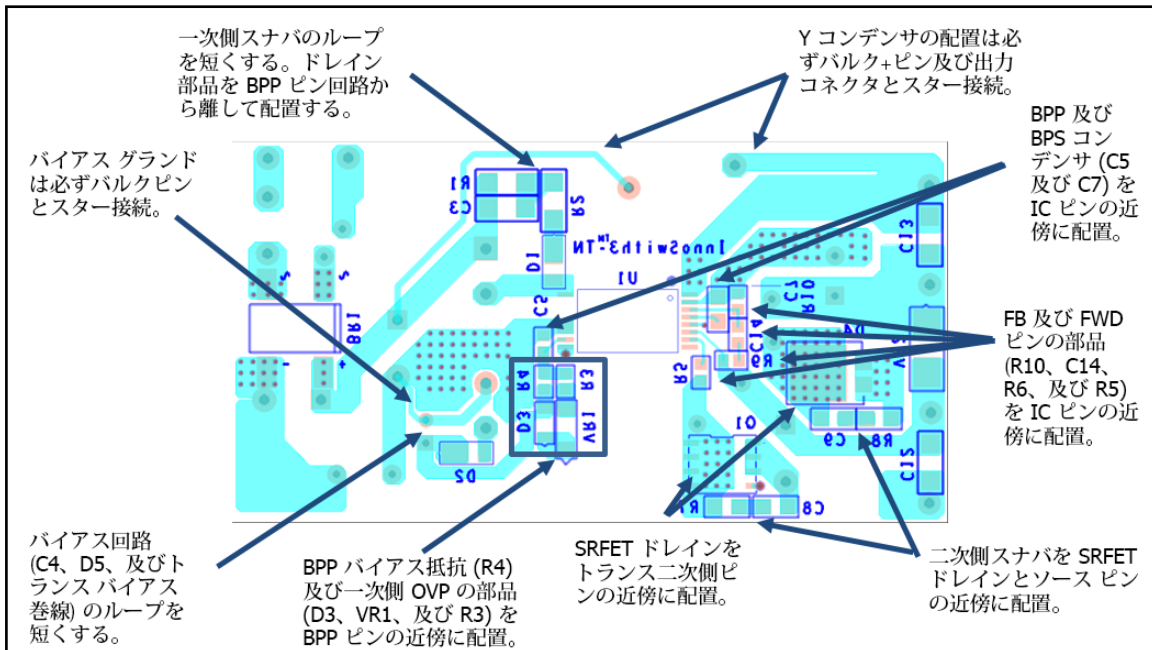 一次側スナバのループ
を短くする。ドレイン
部品を BPP ピン回路か
ら離して配置する。
Y コンデンサの配置は必
ずバルク+ピン及び出力
コネクタとスター接続。
BPP 及び
BPS コン
デンサ (C5
及び C7) を
IC ピンの近
傍に配置。
バイアス グランド
は必ずバルクピン
とスター接続。
R1
C3
R2
D1
InnoSwith3-TN™
U1
C5
C7
R10
C13
C14
D4
R9
R5
BR1
R4
R3
D3
VR1
D2
Q1
C9
R8
C12
R7
C8
FB 及び FWD
ピンの部品
(R10、C14、
R6、及び R5)
を IC ピンの近
傍に配置。
バイアス回路
(C4、D5、及びト
ランス バイアス
巻線) のループを
短くする。
BPP バイアス抵抗 (R4)
及び一次側 OVP の部品
(D3、VR1、及び R3) を
BPP ピンの近傍に配置。
SRFET ドレインを
トランス二次側ピ
ンの近傍に配置。
二次側スナバを SRFET
ドレインとソース ピン
の近傍に配置。